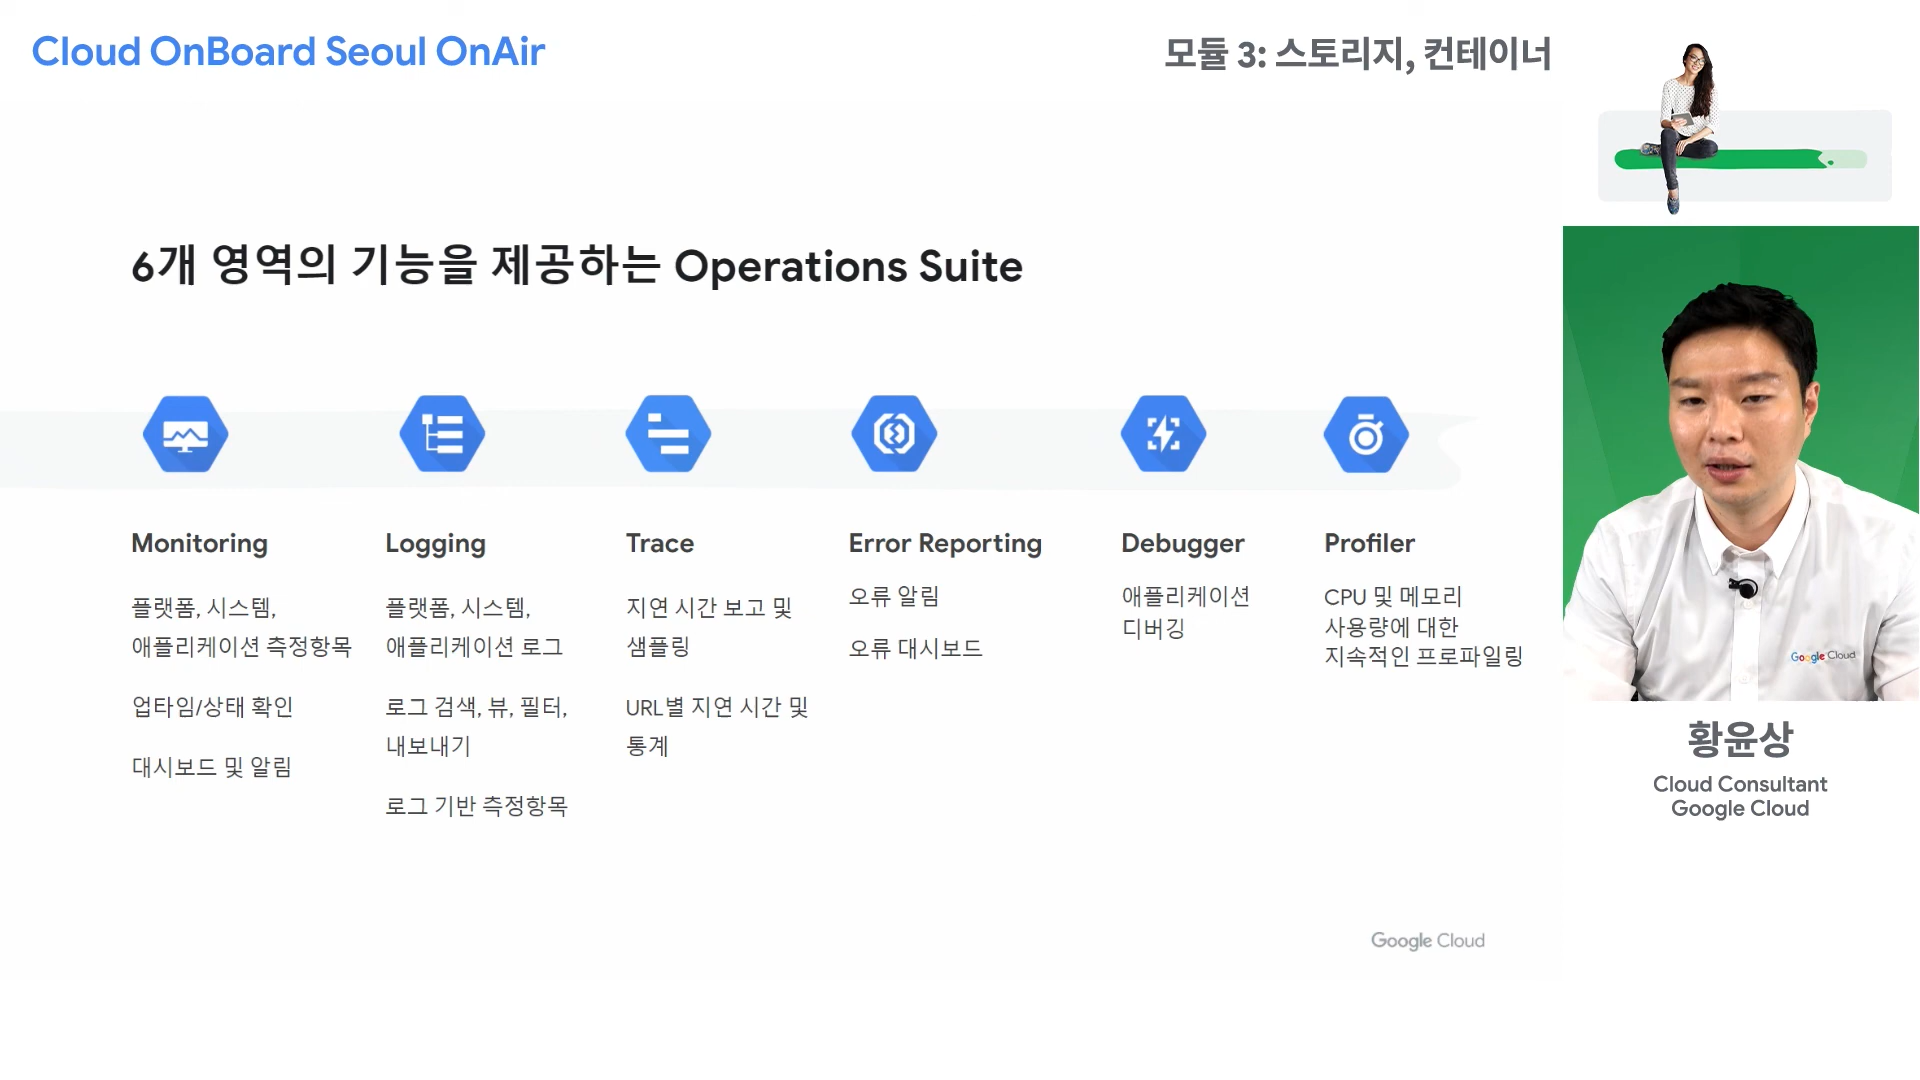 Cloud OnBoard Seoul OnAir
모듈 3: 스토리지, 컨테이너
6개 영역의 기능을 제공하는 Operations Suite
Monitoring
플랫폼, 시스템,
애플리케이션 측정항목
업타임/상태 확인
대시보드 및 알림
Logging
플랫폼, 시스템,
애플리케이션 로그
로그 검색, 뷰, 필터,
내보내기
로그 기반 측정항목
Trace
지연 시간 보고 및
샘플링
URL별 지연 시간 및
통계
Error Reporting
오류 알림
오류 대시보드
Debugger
애플리케이션
디버깅
Profiler
CPU 및 메모리
사용량에 대한
지속적인 프로파일링
Google Cloud
Google Cloud
황윤상
Cloud Consultant
Google Cloud